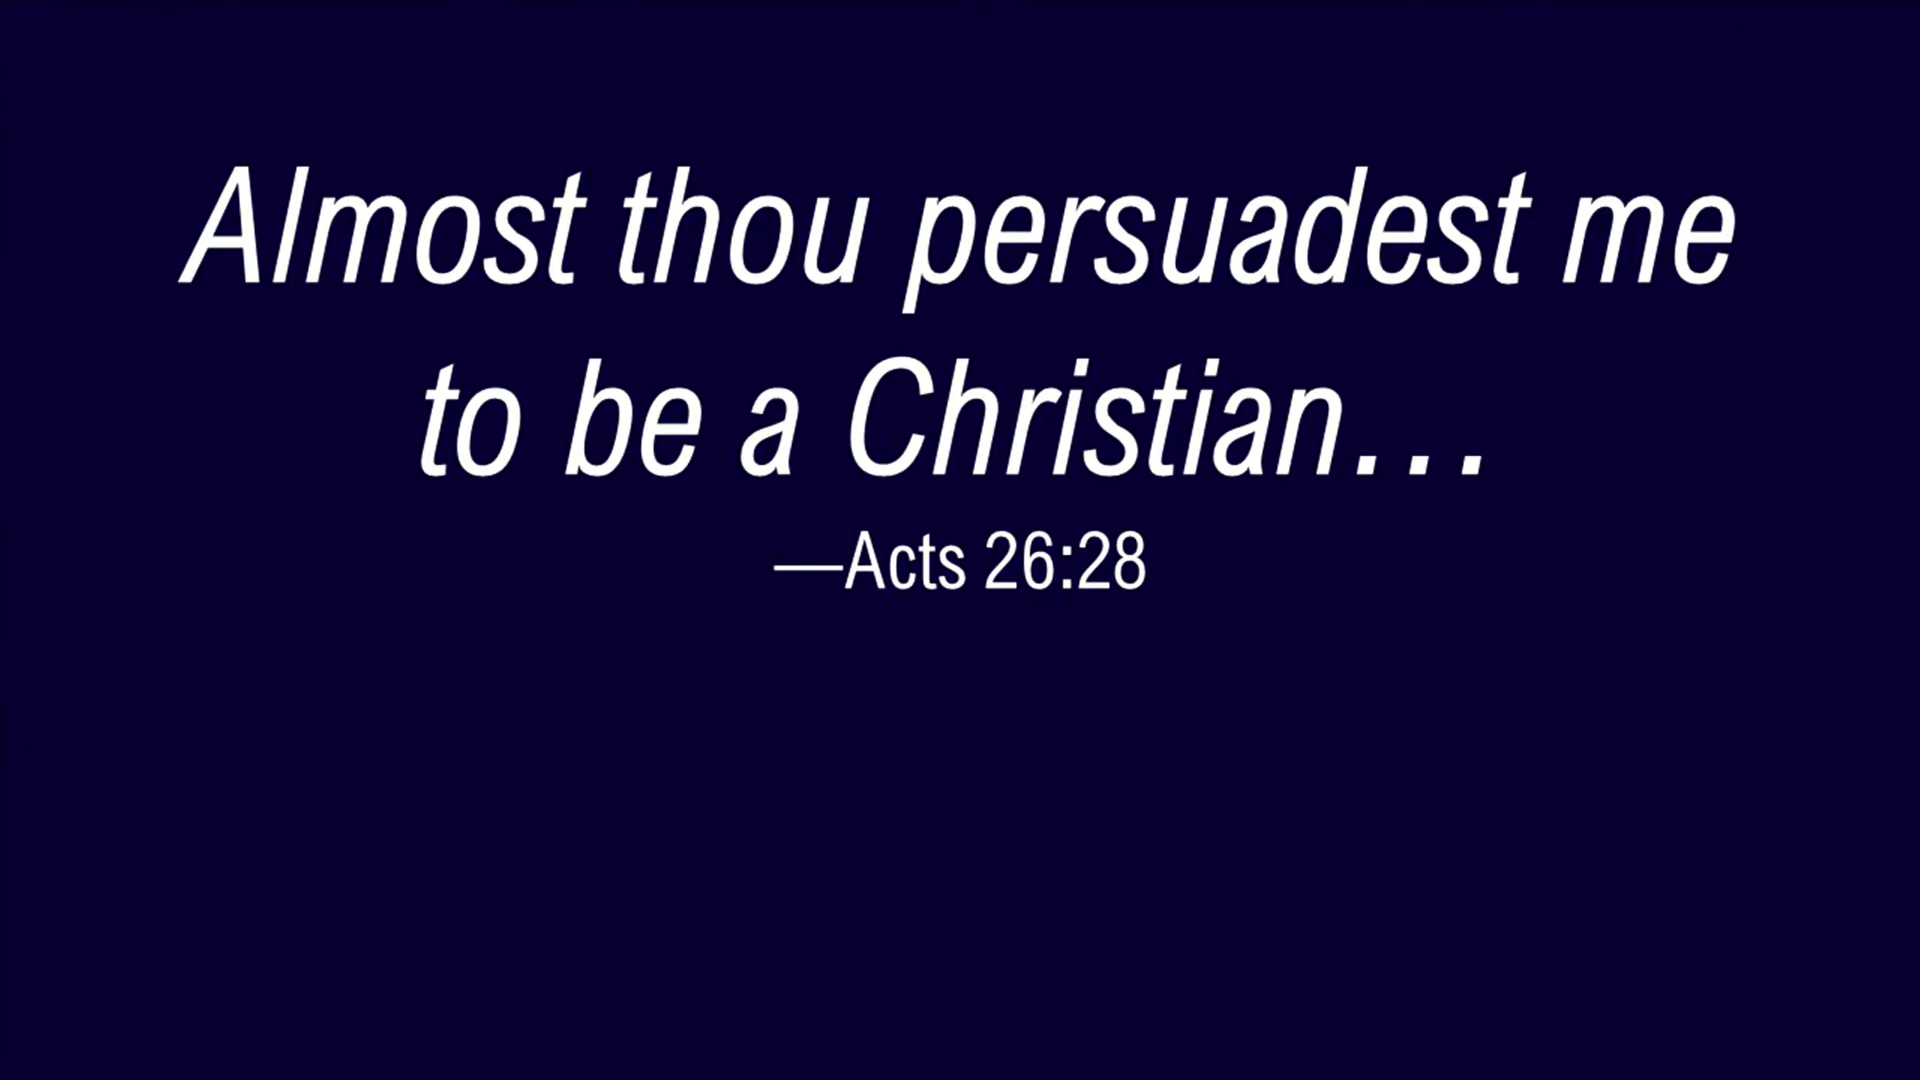 Almost thou persuadest me
to be a Christian…
—Acts 26:28